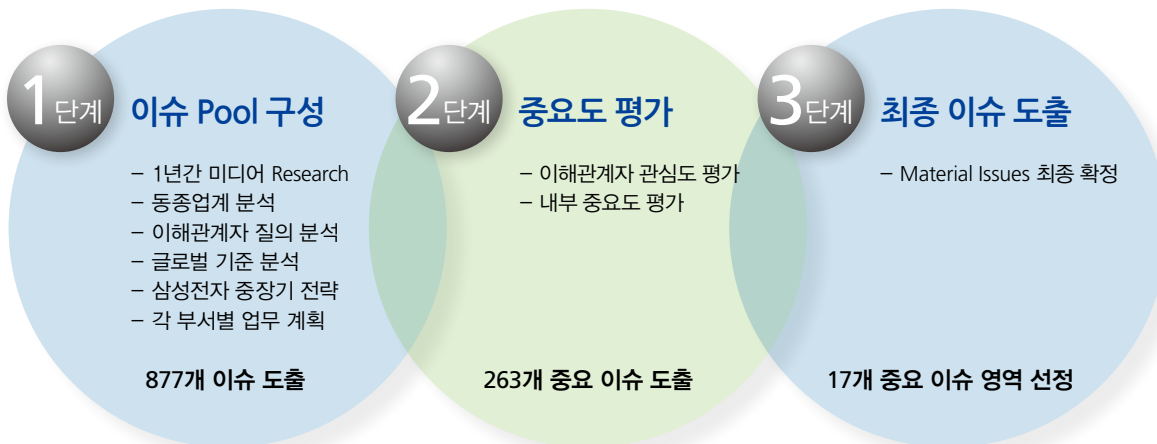 1단계 이슈 Pool 구성
– 1년간 미디어 Research
– 동종업계 분석
– 이해관계자 질의 분석
– 글로벌 기준 분석
– 삼성전자 중장기 전략
– 각 부서별 업무 계획
877개 이슈 도출
2단계 중요도 평가
– 이해관계자 관심도 평가
– 내부 중요도 평가
263개 중요 이슈 도출
3단계 최종 이슈 도출
– Material Issues 최종 확정
17개 중요 이슈 영역 선정